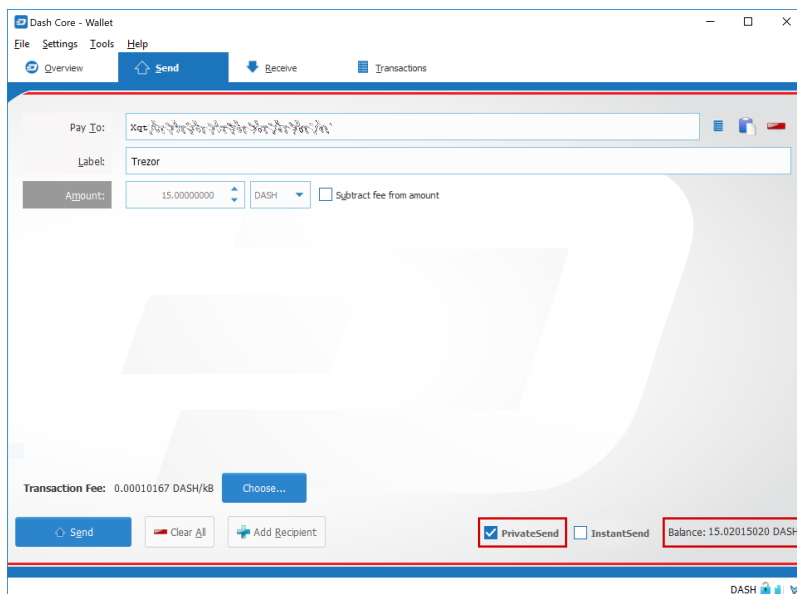 Dash Core - Wallet
File Settings Tools Help
Overview Send Receive Transactions
Pay To:
Label: Trezor
Amount: 15.00000000 DASH Subtract fee from amount
Transaction Fee: 0.00010167 DASH/kB Choose...
Send Clear All Add Recipient PrivateSend InstantSend Balance: 15.02015020 DASH
DASH